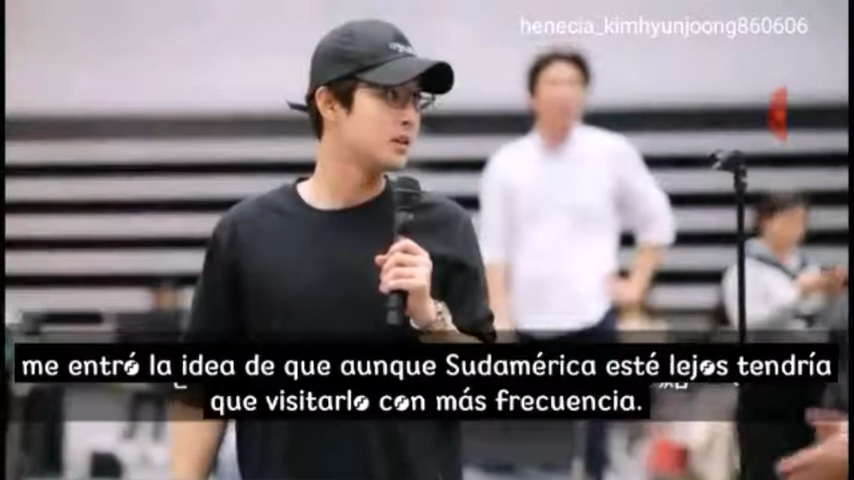 henecia_kimhyunjoong860606
me entró la idea de que aunque Sudamérica esté lejos tendría
que visitarlo con más frecuencia.